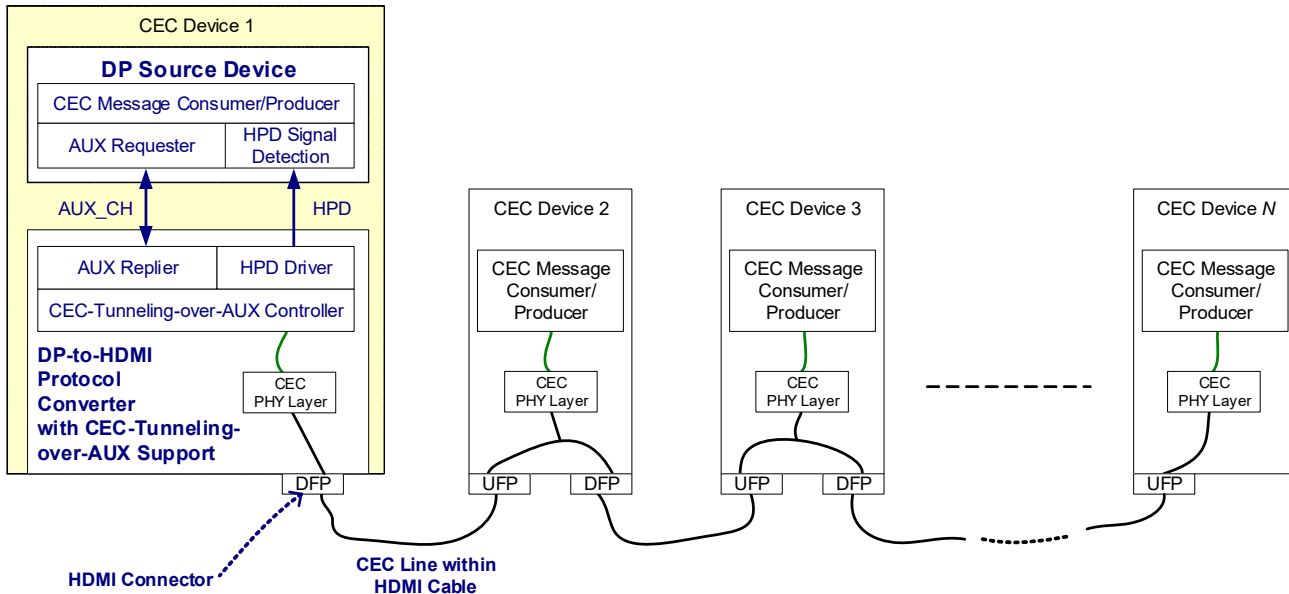 CEC Device 1
DP Source Device
CEC Message Consumer/Producer
AUX Requester
HPD Signal
Detection
AUX_CH
HPD
AUX Replier
HPD Driver
CEC-Tunneling-over-AUX Controller
DP-to-HDMI
Protocol
Converter
with CEC-Tunneling-
over-AUX Support
CEC
PHY Layer
DFP
HDMI Connector
CEC Line within
HDMI Cable
CEC Device 2
CEC Message
Consumer/
Producer
CEC
PHY Layer
UFP
DFP
CEC Device 3
CEC Message
Consumer/
Producer
CEC
PHY Layer
UFP
DFP
CEC Device N
CEC Message
Consumer/
Producer
CEC
PHY Layer
UFP